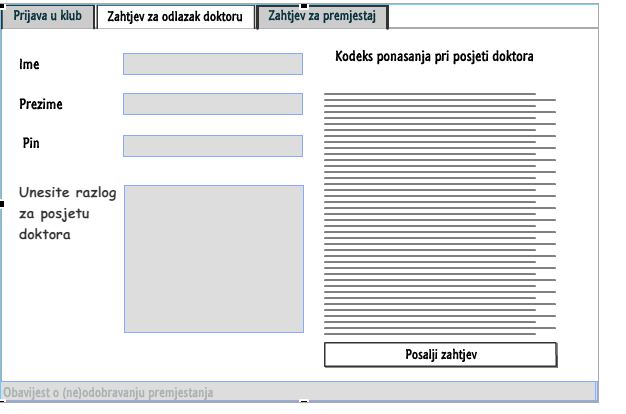 Prijava u klub
Zahtjev za odlazak doktoru
Zahtjev za premjestaj
Kodeks ponasanja pri posjeti doktora
Ime
Prezime
Pin
Unesite razlog
za posjetu
doktora
Posalji zahtjev
Obavijest o (ne)odobravanju premjestanja